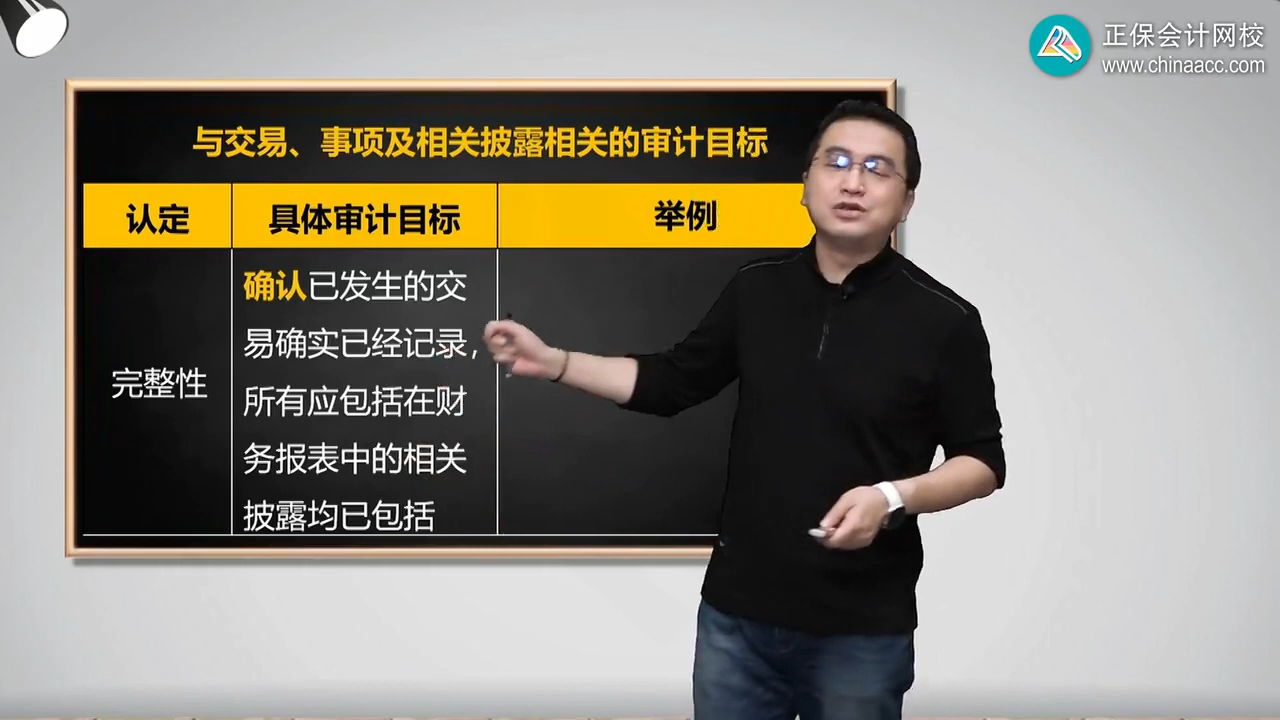 正保会计网校
www.chinaacc.com
与交易、事项及相关披露相关的审计目标
认定
具体审计目标
举例
完整性
确认已发生的交
易确实已经记录，
所有应包括在财
务报表中的相关
披露均已包括